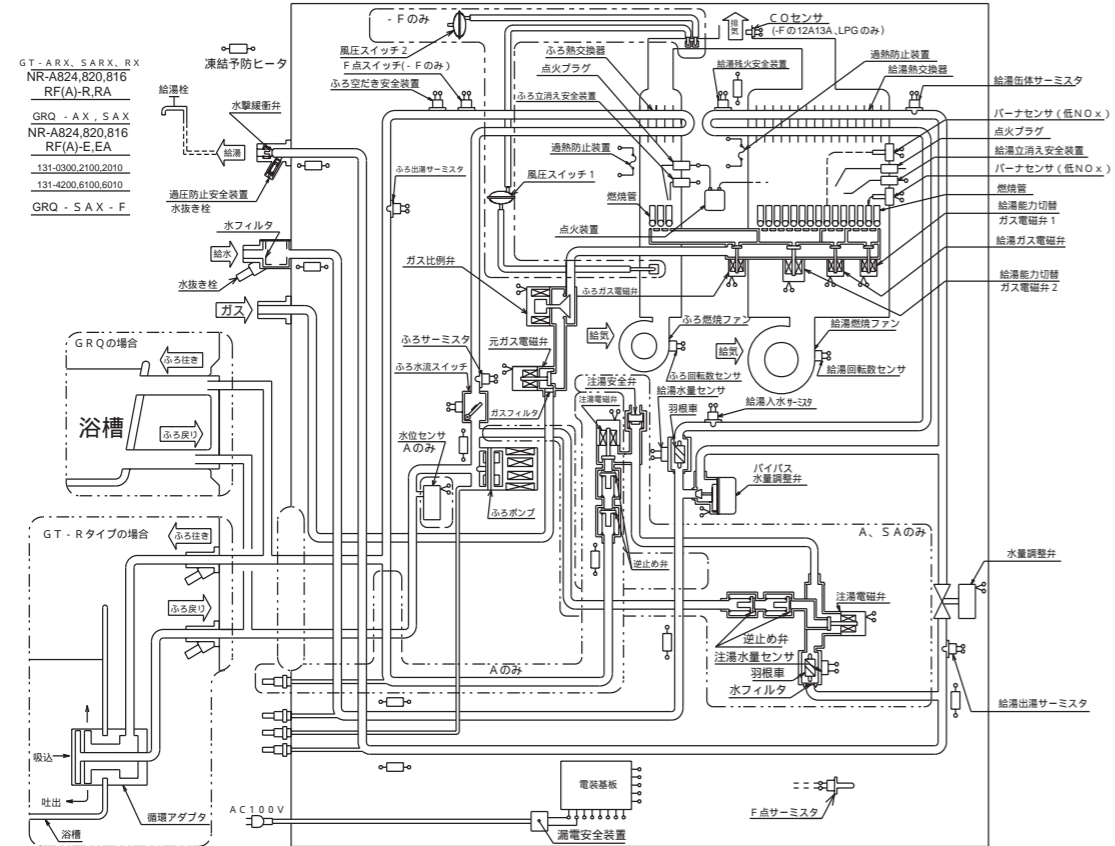 GT-ARX、SARX、RX
NR-A824,820,816
RF(A)-R,RA
GRQ - AX , SAX
NR-A824,820,816
RF(A)-E,EA
131-0300,2100,2010
131-4200,6100,6010
GRQ - SAX - F
凍結予防ヒータ
給湯栓
水撃緩衝弁
給湯
過圧防止安全装置
水抜き栓
水フィルタ
給水
水抜き栓
ガス
- Fのみ
風圧スイッチ2
F点スイッチ(-Fのみ)
ふろ空だき安全装置
排気
COセンサ
(-Fの12A13A、LPGのみ)
ふろ熱交換器
点火プラグ
ふろ立消え安全装置
給湯残火安全装置
過熱防止装置
給湯熱交換器
給湯缶体サーミスタ
バーナセンサ(低NOx)
点火プラグ
給湯立消え安全装置
バーナセンサ(低NOx)
燃焼管
給湯能力切替
ガス電磁弁1
給湯ガス電磁弁
給湯能力切替
ガス電磁弁2
過熱防止装置
ふろ出湯サーミスタ
風圧スイッチ1
燃焼管
点火装置
ガス比例弁
ふろガス電磁弁
給気
ふろ燃焼ファン
ふろ回転数センサ
給気
給湯燃焼ファン
給湯回転数センサ
ふろサーミスタ
元ガス電磁弁
ふろ水流スイッチ
ガスフィルタ
注湯安全弁
注湯電磁弁
給湯水量センサ
羽根車
給湯入水サーミスタ
水位センサ
Aのみ
ふろポンプ
バイパス
水量調整弁
逆止め弁
A、SAのみ
水量調整弁
注湯電磁弁
逆止め弁
注湯水量センサ
羽根車
水フィルタ
給湯出湯サーミスタ
Aのみ
GRQの場合
ふろ往き
浴槽
ふろ戻り
GT-Rタイプの場合
ふろ往き
ふろ戻り
吸込
吐出
循環アダプタ
浴槽
AC100V
電装基板
漏電安全装置
F点サーミスタ